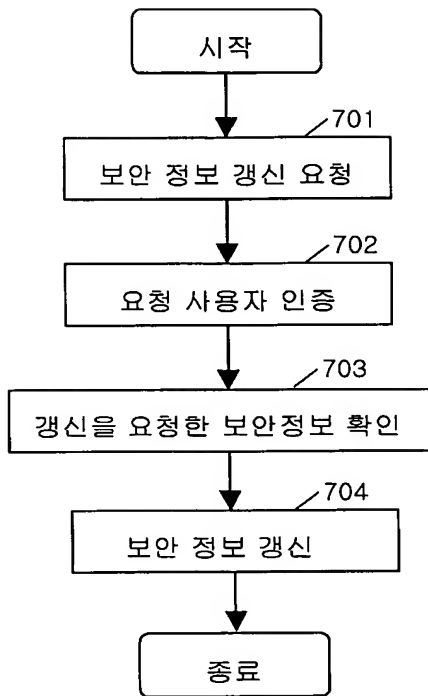 시작
701
보안 정보 갱신 요청
702
요청 사용자 인증
703
갱신을 요청한 보안정보 확인
704
보안 정보 갱신
종료